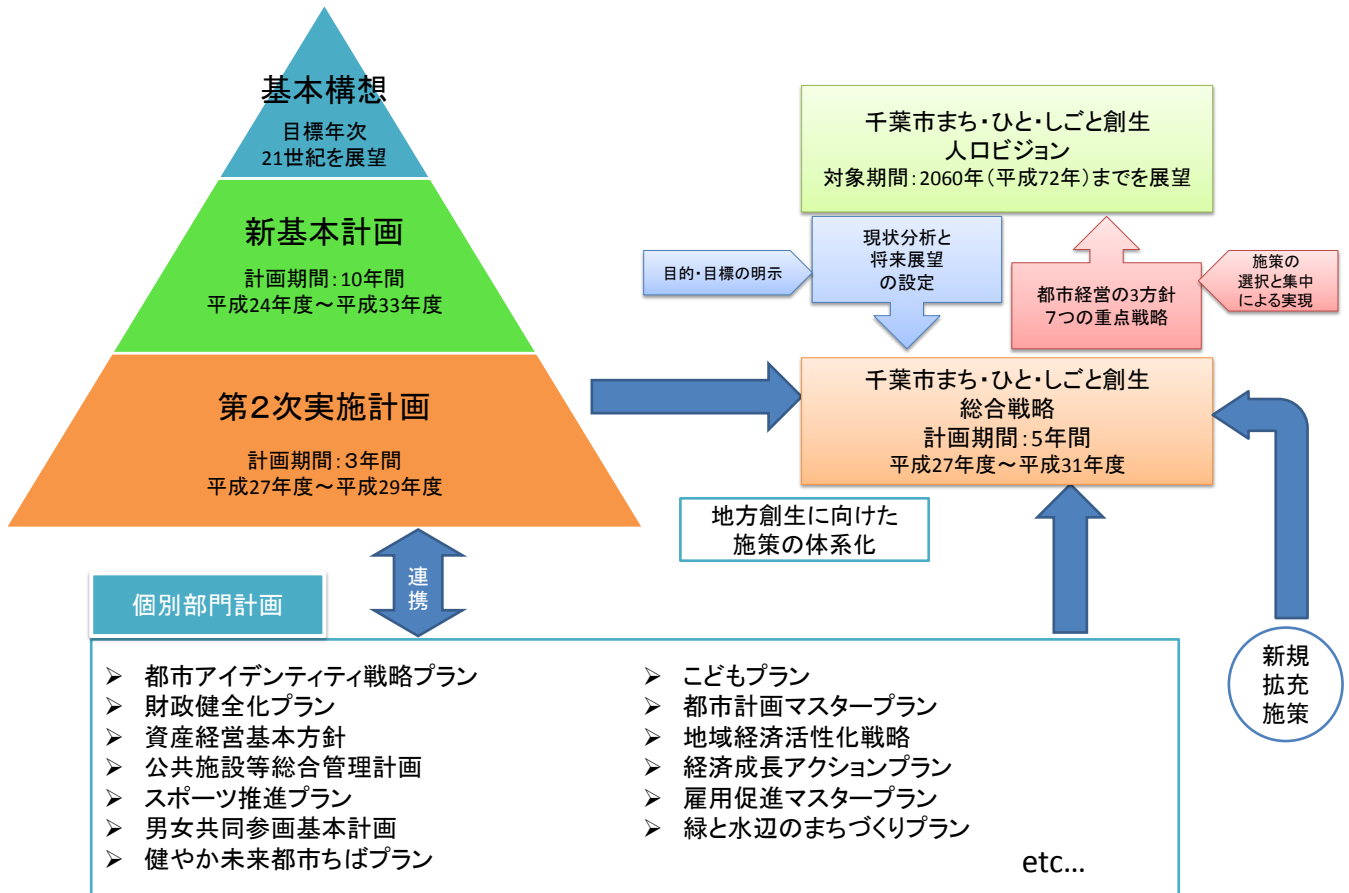 基本構想
目標年次
21世紀を展望
新基本計画
計画期間：10年間
平成24年度～平成33年度
第2次実施計画
計画期間：3年間
平成27年度～平成29年度
千葉市まち・ひと・しごと創生
人口ビジョン
対象期間：2060年（平成72年）までを展望
目的・目標の明示
現状分析と
将来展望
の設定
都市経営の3方針
7つの重点戦略
施策の
選択と集中
による実現
千葉市まち・ひと・しごと創生
総合戦略
計画期間：5年間
平成27年度～平成31年度
地方創生に向けた
施策の体系化
連
携
個別部門計画
➢ 都市アイデンティティ戦略プラン
➢ 財政健全化プラン
➢ 資産経営基本方針
➢ 公共施設等総合管理計画
➢ スポーツ推進プラン
➢ 男女共同参画基本計画
➢ 健やか未来都市ちばプラン
➢ こどもプラン
➢ 都市計画マスタープラン
➢ 地域経済活性化戦略
➢ 経済成長アクションプラン
➢ 雇用促進マスタープラン
➢ 緑と水辺のまちづくりプラン
etc…
新規
拡充
施策